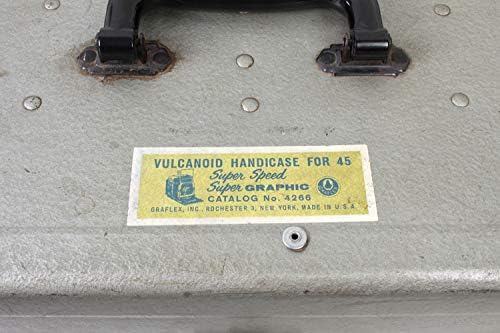 VULCANOID HANDICASE FOR 45
Super Speed
Super GRAPHIC
CATALOG No. 4266
GRAFLEX, INC., ROCHESTER 3, NEW YORK, MADE IN U.S.A.